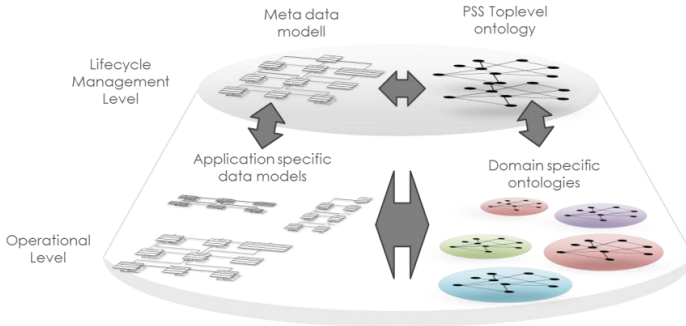 Meta data
modell
PSS Toplevel
ontology
Lifecycle
Management
Level
Application specific
data models
Domain specific
ontologies
Operational
Level